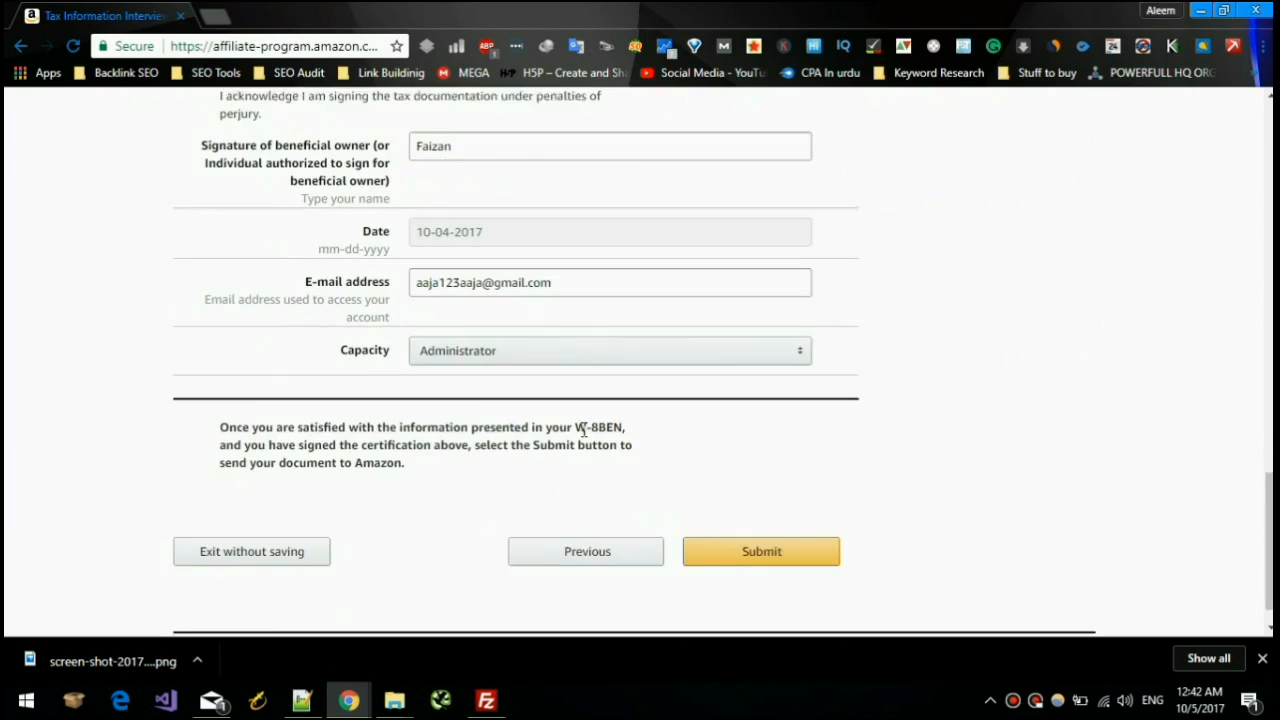 Tax Information Intervie
Aleem
Secure
https://affiliate-program.amazon.c...
Apps
Backlink SEO
SEO Tools
SEO Audit
Link Buildinig
MEGA
H5P – Create and Sh
Social Media - YouTu
CPA In urdu
Keyword Research
Stuff to buy
POWERFULL HQ ORG
I acknowledge I am signing the tax documentation under penalties of
perjury.
Signature of beneficial owner (or
Individual authorized to sign for
beneficial owner)
Type your name
Faizan
Date
mm-dd-yyyy
10-04-2017
E-mail address
Email address used to access your
account
aaja123aaja@gmail.com
Capacity
Administrator
Once you are satisfied with the information presented in your W-8BEN,
and you have signed the certification above, select the Submit button to
send your document to Amazon.
Exit without saving
Previous
Submit
screen-shot-2017....png
Show all
ENG
12:42 AM
10/5/2017